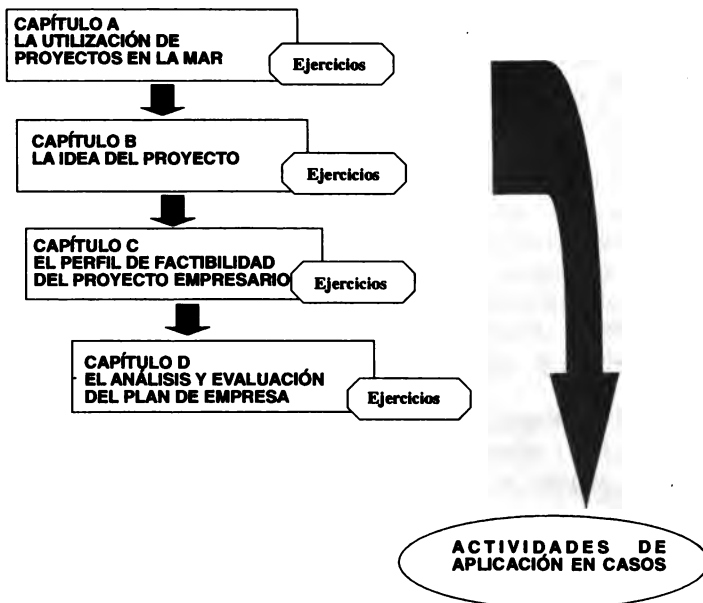 CAPÍTULO A
LA UTILIZACIÓN DE
PROYECTOS EN LA MAR
Ejercicios
CAPÍTULO B
LA IDEA DEL PROYECTO
Ejercicios
CAPÍTULO C
EL PERFIL DE FACTIBILIDAD
DEL PROYECTO EMPRESARIO
Ejercicios
CAPÍTULO D
EL ANÁLISIS Y EVALUACIÓN
DEL PLAN DE EMPRESA
Ejercicios
ACTIVIDADES DE
APLICACIÓN EN CASOS